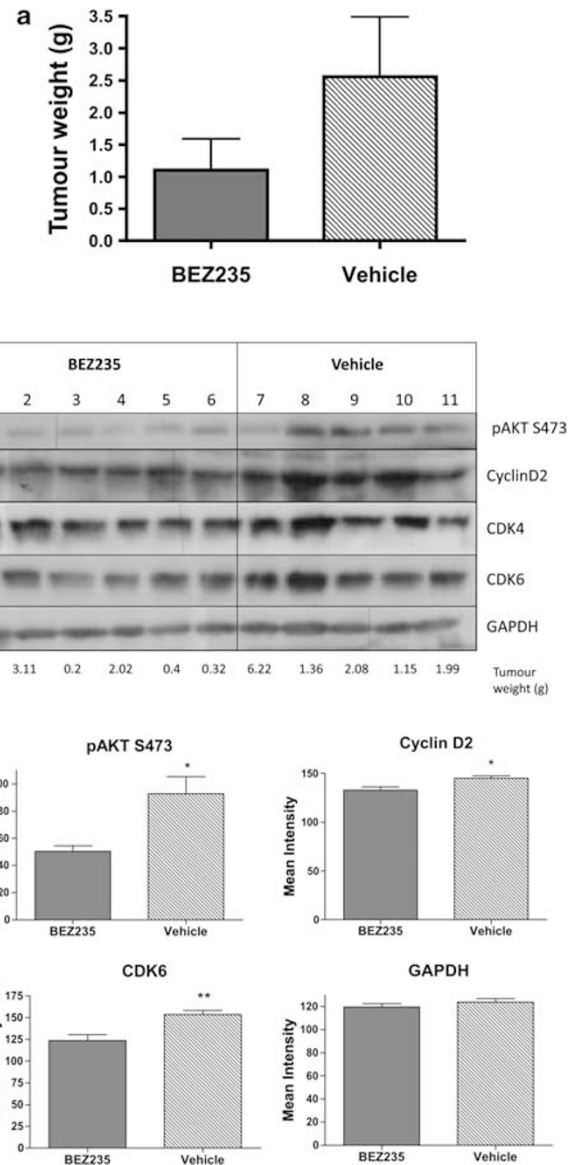 a
Tumour weight (g)
3.5
3.0
2.5
2.0
1.5
1.0
0.5
0.0
BEZ235 Vehicle
BEZ235 Vehicle
2 3 4 5 6 7 8 9 10 11
pAKT S473
CyclinD2
CDK4
CDK6
GAPDH
3.11 0.2 2.02 0.4 0.32 6.22 1.36 2.08 1.15 1.99 Tumour
weight (g)
pAKT S473
*
80
60
40
20
0
BEZ235 Vehicle
Cyclin D2
*
Mean Intensity
150
100
50
0
BEZ235 Vehicle
CDK6
**
175
150
125
100
75
50
25
0
BEZ235 Vehicle
GAPDH
Mean Intensity
120
100
80
60
40
20
0
BEZ235 Vehicle